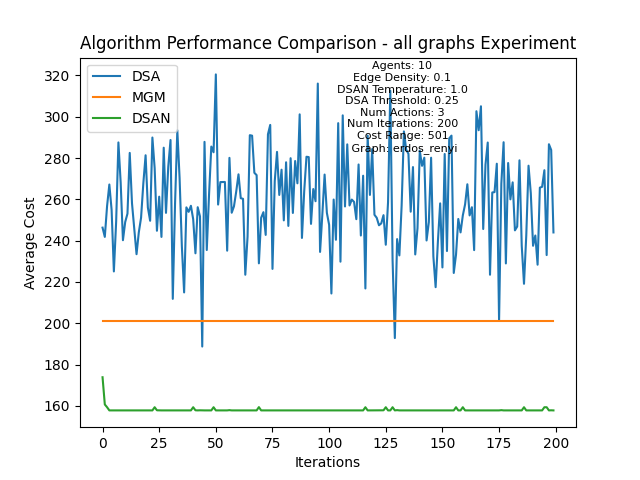 Algorithm Performance Comparison - all graphs Experiment
DSA
MGM
DSAN
Agents: 10
Edge Density: 0.1
DSAN Temperature: 1.0
DSA Threshold: 0.25
Num Actions: 3
Num Iterations: 200
Cost Range: 501
Graph: erdos_renyi
Average Cost
320
300
280
260
240
220
200
180
160
0 25 50 75 100 125 150 175 200
Iterations